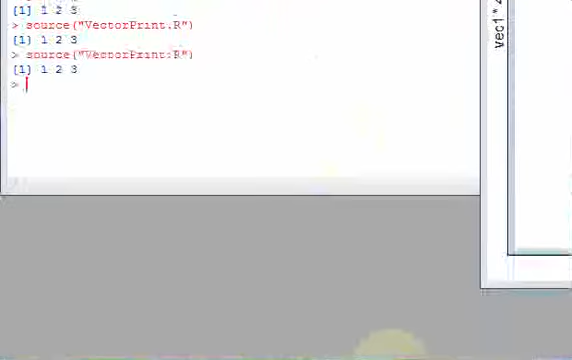 [1] 1 2 3
> source("VectorPrint.R")
[1] 1 2 3
> source("VectorPrint.R")
[1] 1 2 3
>
vec1*